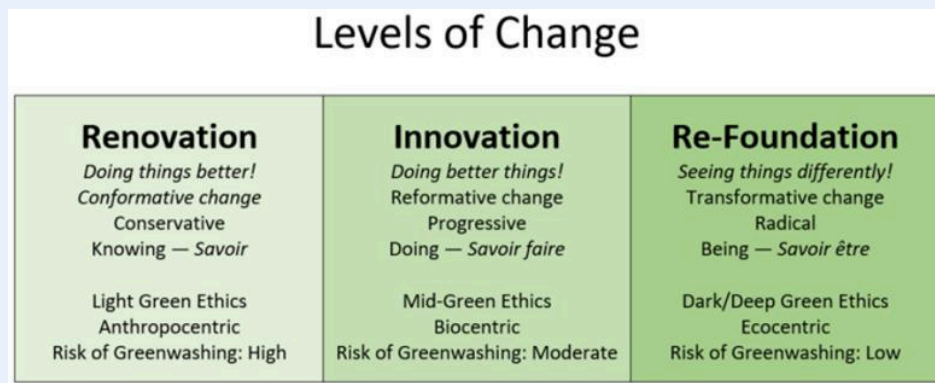 Levels of Change
Renovation
Doing things better!
Conformative change
Conservative
Knowing — Savoir
Light Green Ethics
Anthropocentric
Risk of Greenwashing: High
Innovation
Doing better things!
Reformative change
Progressive
Doing — Savoir faire
Mid-Green Ethics
Biocentric
Risk of Greenwashing: Moderate
Re-Foundation
Seeing things differently!
Transformative change
Radical
Being — Savoir être
Dark/Deep Green Ethics
Ecocentric
Risk of Greenwashing: Low